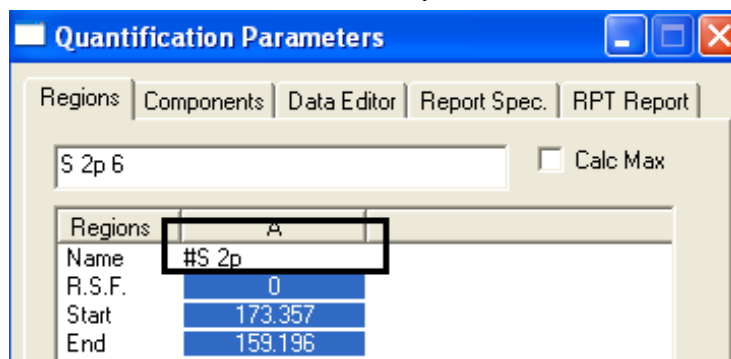 Quantification Parameters
Regions Components Data Editor Report Spec. RPT Report
S 2p 6 Calc Max
Regions A
Name #S 2p
R.S.F. 0
Start 173.357
End 159.196